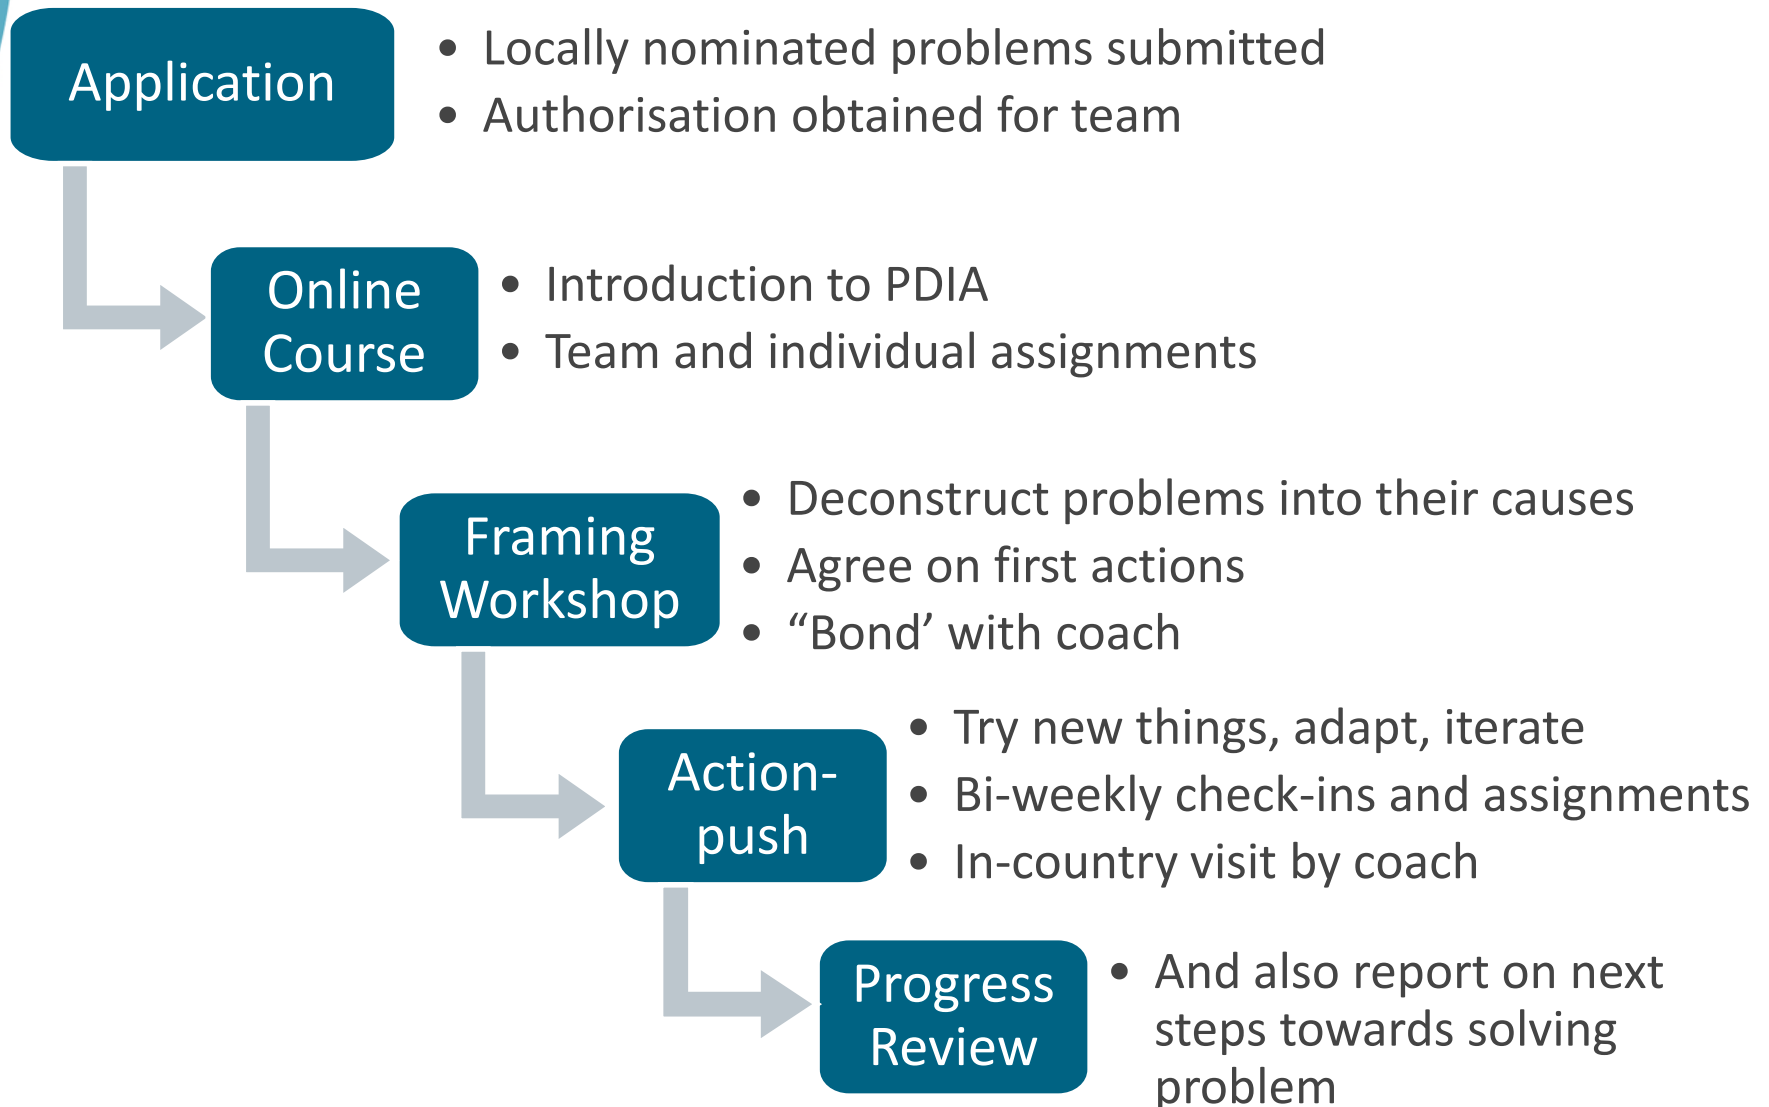 Application
• Locally nominated problems submitted
• Authorisation obtained for team
Online
Course
• Introduction to PDIA
• Team and individual assignments
Framing
Workshop
• Deconstruct problems into their causes
• Agree on first actions
• “Bond’ with coach
Action-
push
• Try new things, adapt, iterate
• Bi-weekly check-ins and assignments
• In-country visit by coach
Progress
Review
• And also report on next
steps towards solving
problem